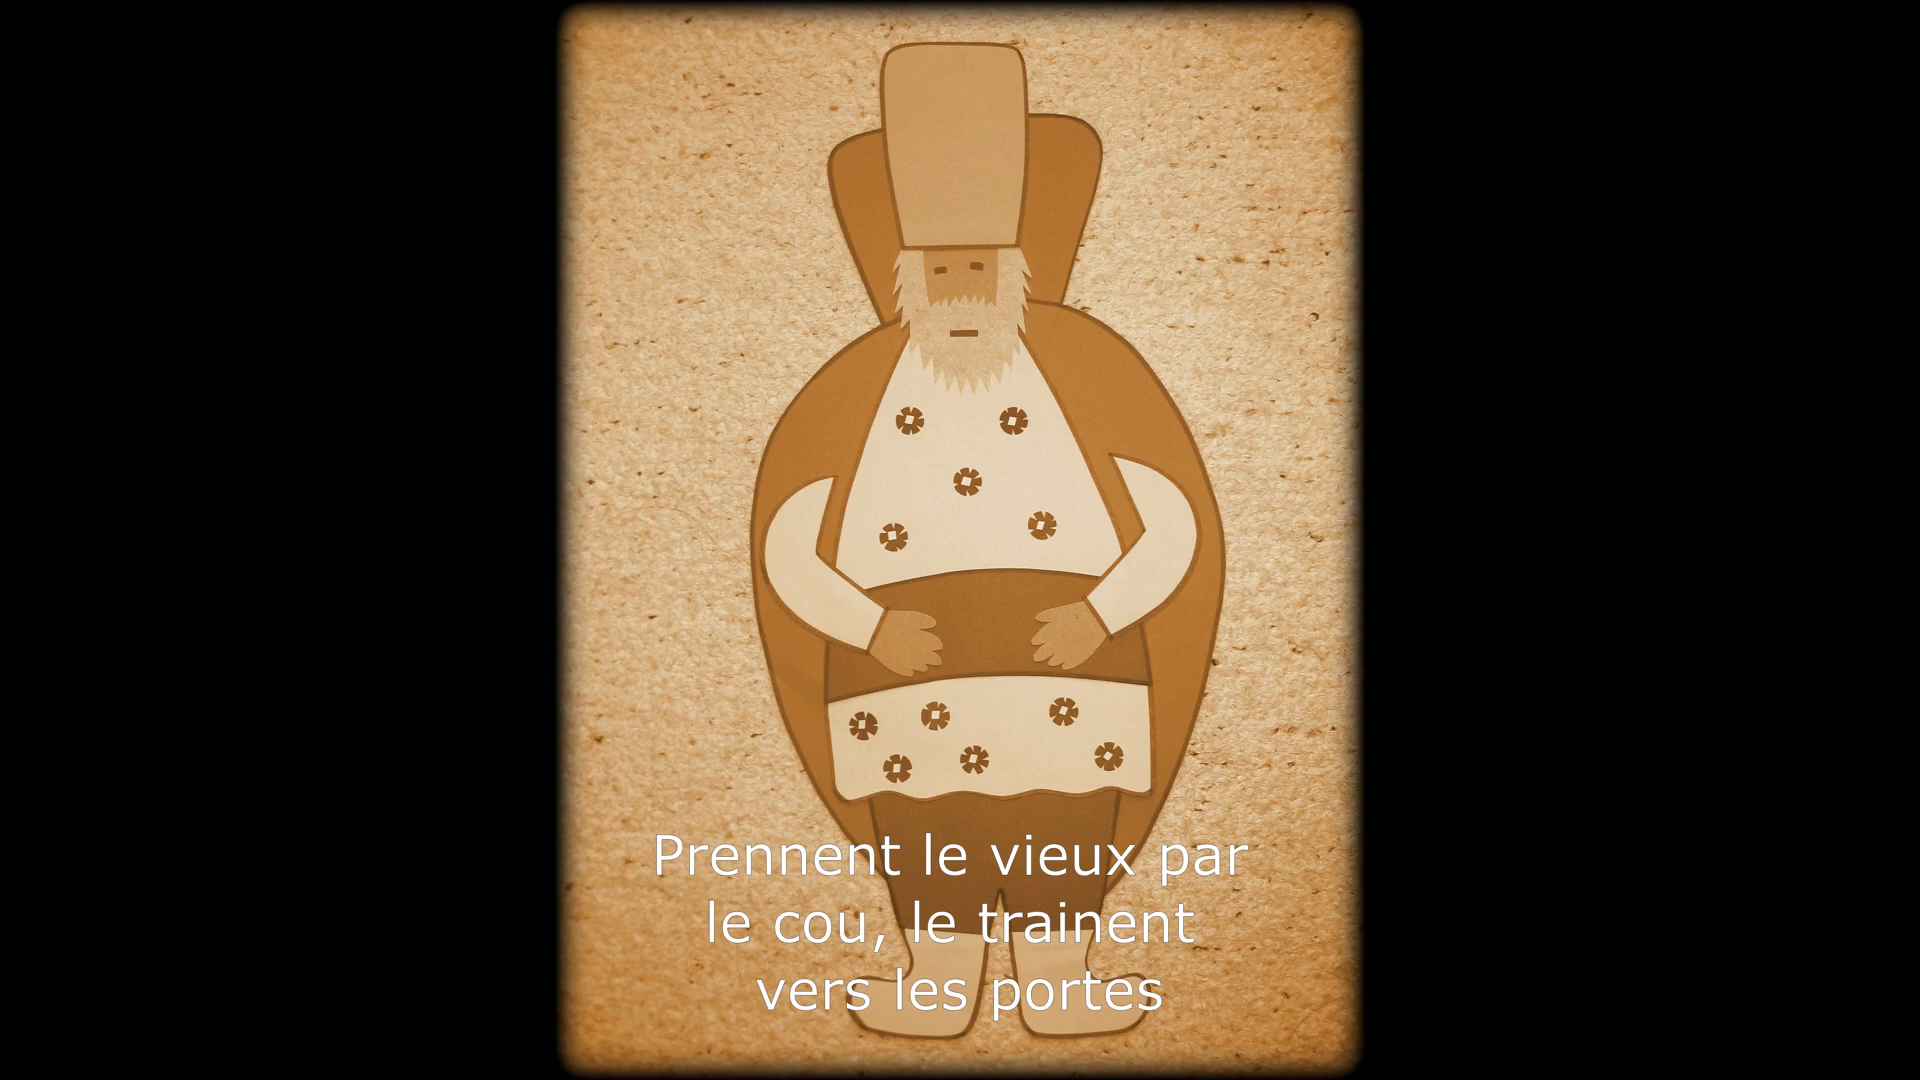 Prennent le vieux par
le cou, le trainent
vers les portes